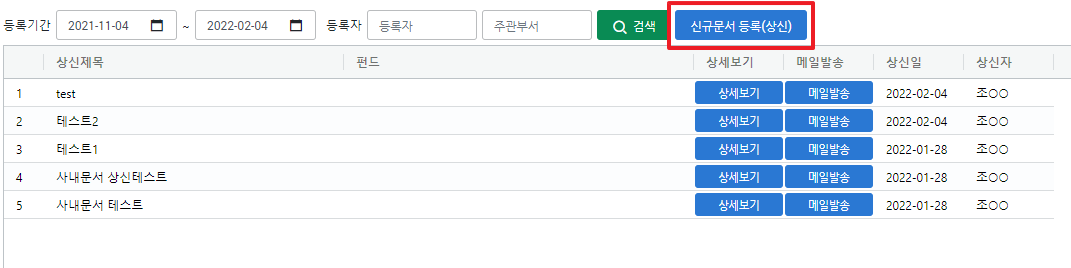 등록기간 2021-11-04 ~ 2022-02-04 등록자 등록자 주관부서 검색 신규문서 등록(상신)
상신제목 펀드 상세보기 메일발송 상신일 상신자
1 test 상세보기 메일발송 2022-02-04 조○○
2 테스트2 상세보기 메일발송 2022-02-04 조○○
3 테스트1 상세보기 메일발송 2022-01-28 조○○
4 사내문서 상신테스트 상세보기 메일발송 2022-01-28 조○○
5 사내문서 테스트 상세보기 메일발송 2022-01-28 조○○